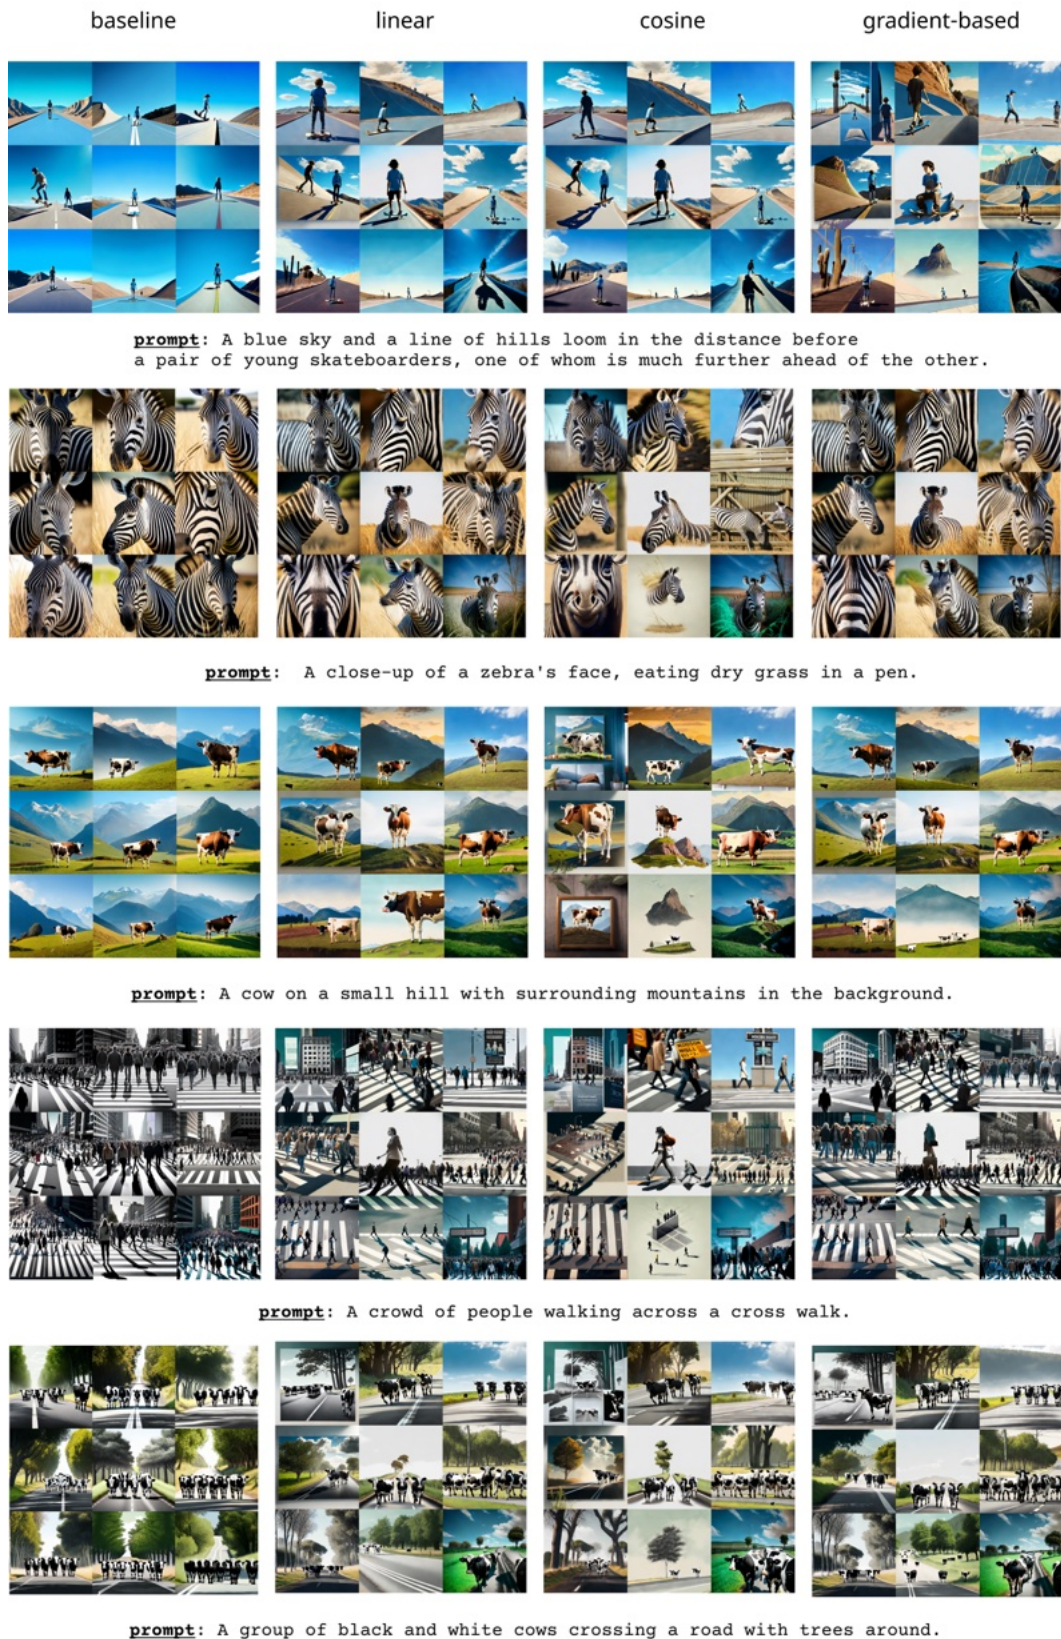 baseline linear cosine gradient-based
prompt: A blue sky and a line of hills loom in the distance before
a pair of young skateboarders, one of whom is much further ahead of the other.
prompt: A close-up of a zebra's face, eating dry grass in a pen.
prompt: A cow on a small hill with surrounding mountains in the background.
prompt: A crowd of people walking across a cross walk.
prompt: A group of black and white cows crossing a road with trees around.